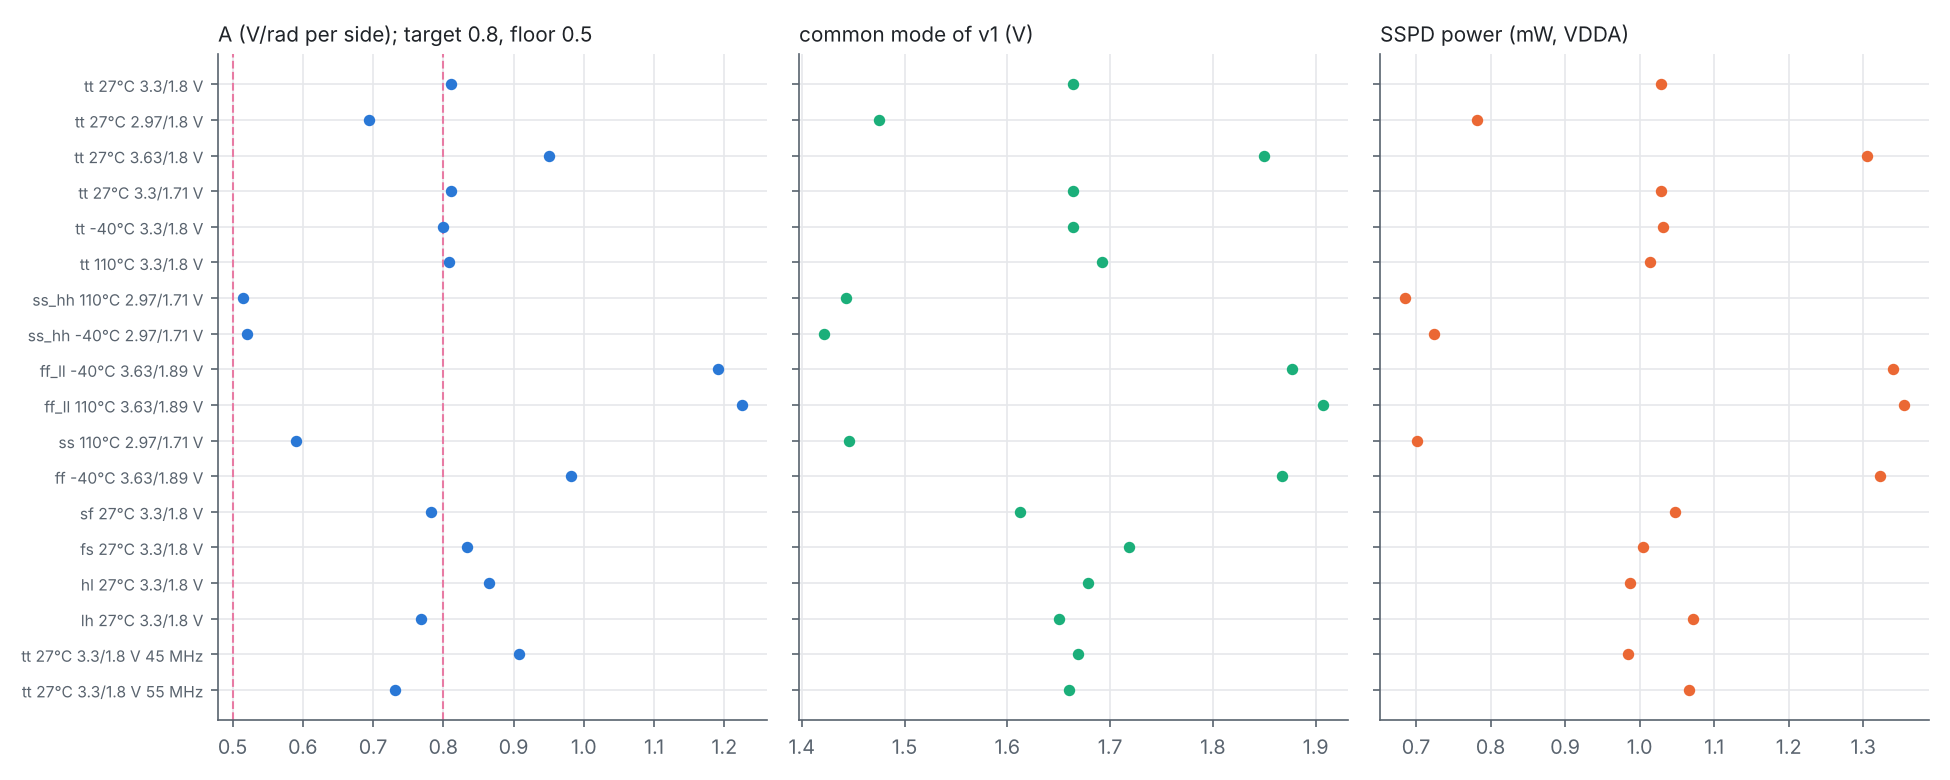 A (V/rad per side); target 0.8, floor 0.5
common mode of v1 (V)
SSPD power (mW, VDDA)
tt 27°C 3.3/1.8 V
tt 27°C 2.97/1.8 V
tt 27°C 3.63/1.8 V
tt 27°C 3.3/1.71 V
tt -40°C 3.3/1.8 V
tt 110°C 3.3/1.8 V
ss_hh 110°C 2.97/1.71 V
ss_hh -40°C 2.97/1.71 V
ff_ll -40°C 3.63/1.89 V
ff_ll 110°C 3.63/1.89 V
ss 110°C 2.97/1.71 V
ff -40°C 3.63/1.89 V
sf 27°C 3.3/1.8 V
fs 27°C 3.3/1.8 V
hl 27°C 3.3/1.8 V
lh 27°C 3.3/1.8 V
tt 27°C 3.3/1.8 V 45 MHz
tt 27°C 3.3/1.8 V 55 MHz
0.5 0.6 0.7 0.8 0.9 1.0 1.1 1.2
1.4 1.5 1.6 1.7 1.8 1.9
0.7 0.8 0.9 1.0 1.1 1.2 1.3